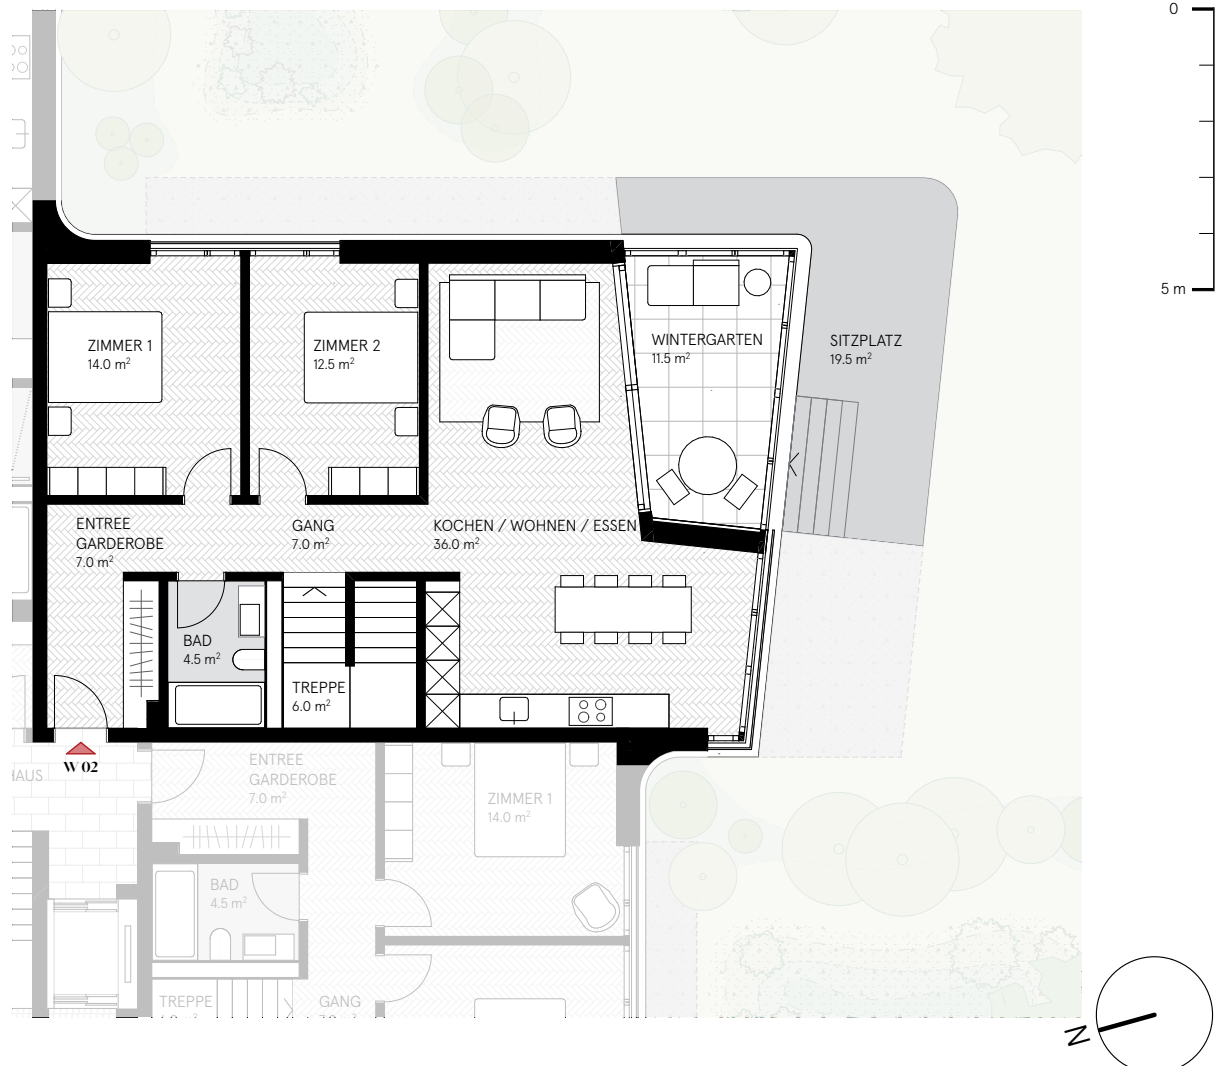 0
5 m
ZIMMER 1
14.0 m²
ZIMMER 2
12.5 m²
WINTERGARTEN
11.5 m²
SITZPLATZ
19.5 m²
ENTREE
GARDEROBE
7.0 m²
GANG
7.0 m²
KOCHEN / WOHNEN / ESSEN
36.0 m²
BAD
4.5 m²
TREPPE
6.0 m²
W 02
HAUS
ENTREE
GARDEROBE
7.0 m²
ZIMMER 1
14.0 m²
BAD
4.5 m²
TREPPE
GANG
N